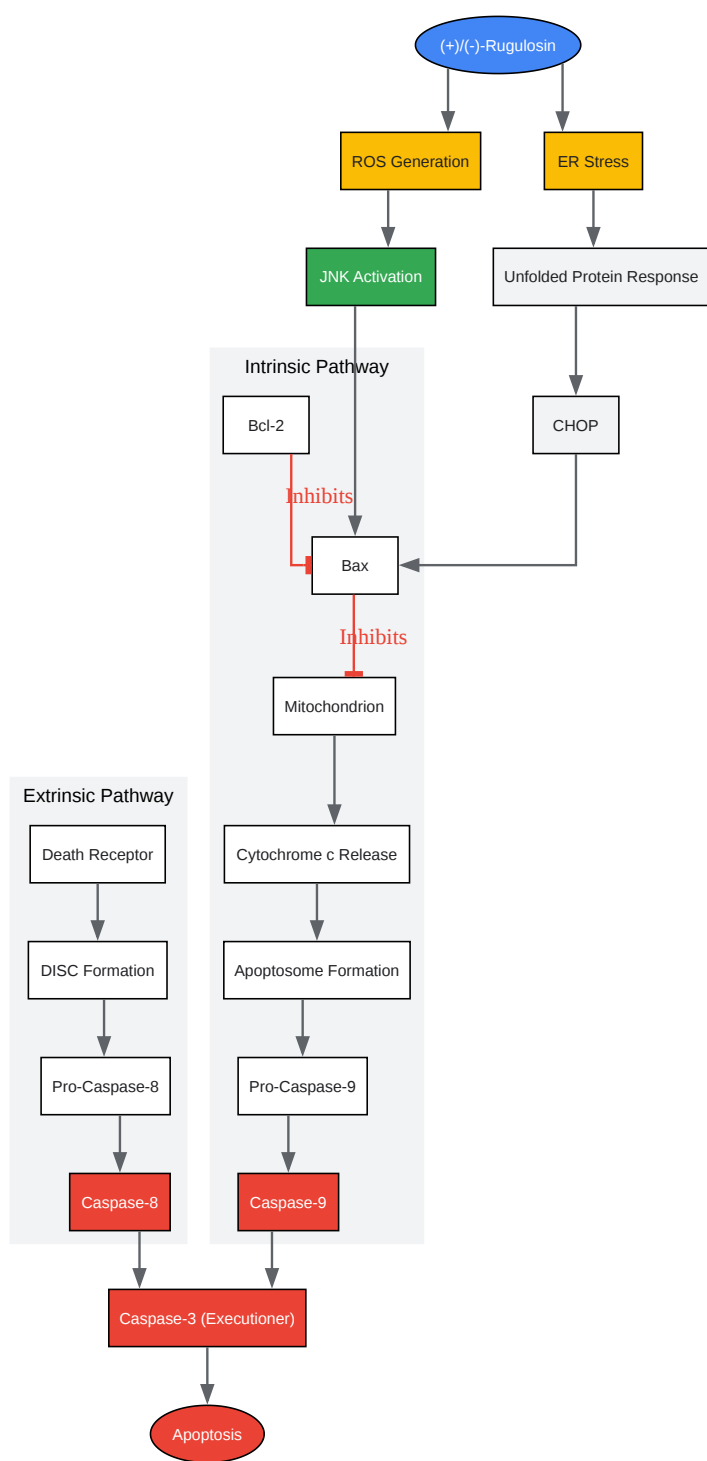 (+)/(-)-Rugulosin
ROS Generation
ER Stress
JNK Activation
Unfolded Protein Response
Intrinsic Pathway
Bcl-2
CHOP
Inhibits
Bax
Inhibits
Mitochondrion
Extrinsic Pathway
Death Receptor
Cytochrome c Release
DISC Formation
Apoptosome Formation
Pro-Caspase-8
Pro-Caspase-9
Caspase-8
Caspase-9
Caspase-3 (Executioner)
Apoptosis